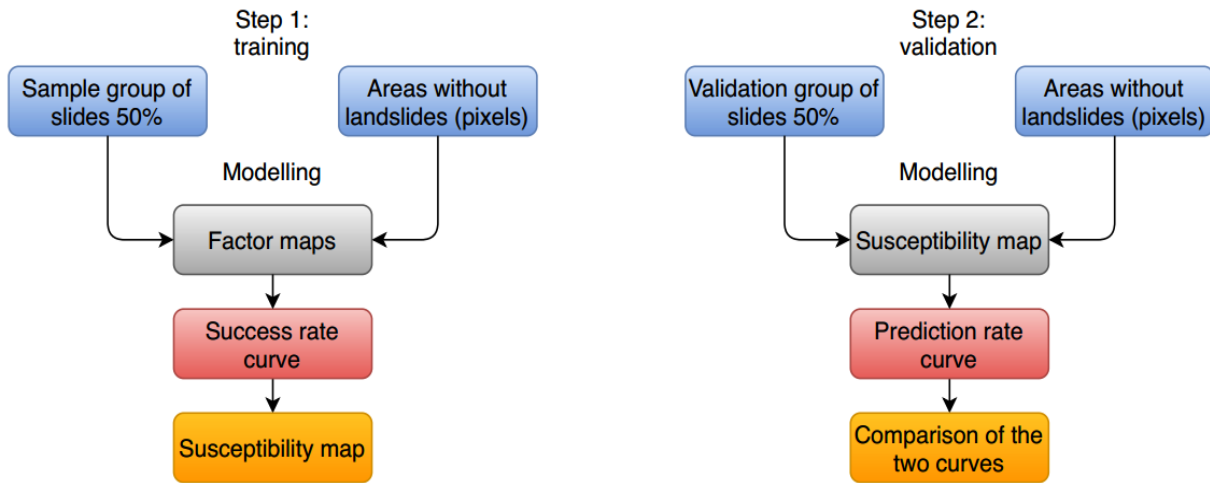 Step 1:
training
Sample group of
slides 50%
Areas without
landslides (pixels)
Modelling
Factor maps
Success rate
curve
Susceptibility map
Step 2:
validation
Validation group of
slides 50%
Areas without
landslides (pixels)
Modelling
Susceptibility map
Prediction rate
curve
Comparison of the
two curves